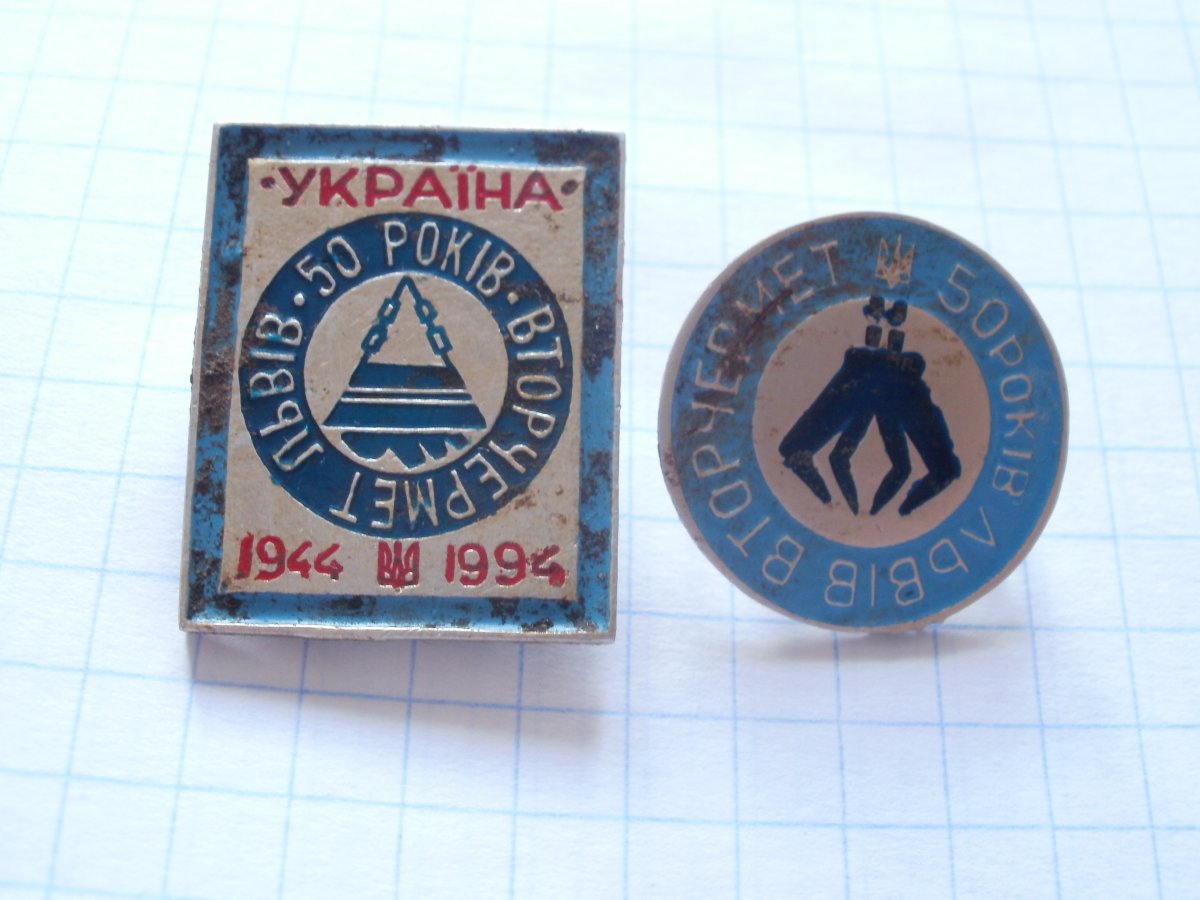 ·УКРАЇНА·
ЛЬВІВ · 50 РОКІВ · ВТОРЧЕРМЕТ
1944 1994
ВТОРЧЕРМЕТ 50 РОКІВ ЛЬВІВ